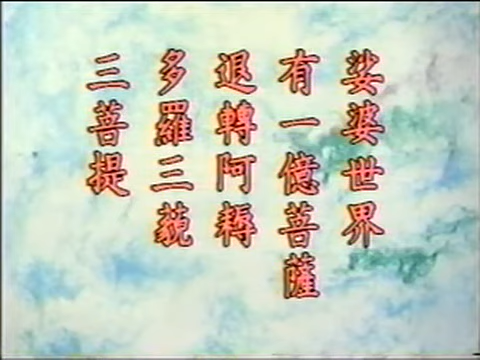 娑婆世界
有一億菩薩
退轉阿耨
多羅三藐
三菩提